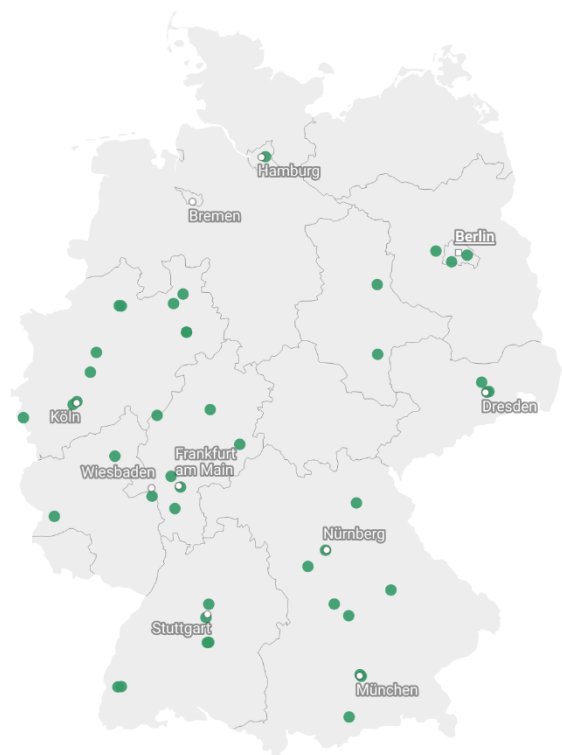 Hamburg
Bremen
Berlin
Köln
Dresden
Frankfurt
am Main
Wiesbaden
Nürnberg
Stuttgart
München